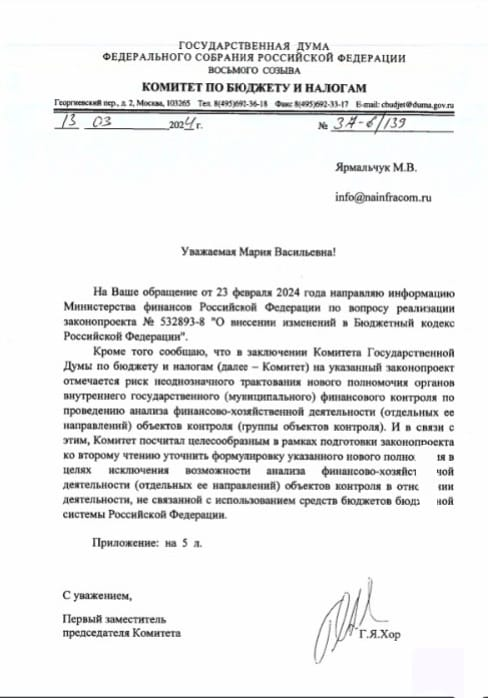 ГОСУДАРСТВЕННАЯ ДУМА
ФЕДЕРАЛЬНОГО СОБРАНИЯ РОССИЙСКОЙ ФЕДЕРАЦИИ
ВОСЬМОГО СОЗЫВА
КОМИТЕТ ПО БЮДЖЕТУ И НАЛОГАМ
Георгиевский пер., д. 2, Москва, 103265 Тел. 8(495)692-36-18 Факс 8(495)692-33-17 E-mail: cbudjet@duma.gov.ru
13 03 2024 г. № 3.7-6/139
Ярмальчук М.В.
info@nainfracom.ru
Уважаемая Мария Васильевна!
На Ваше обращение от 23 февраля 2024 года направляю информацию
Министерства финансов Российской Федерации по вопросу реализации
законопроекта № 532893-8 "О внесении изменений в Бюджетный кодекс
Российской Федерации".
Кроме того сообщаю, что в заключении Комитета Государственной
Думы по бюджету и налогам (далее – Комитет) на указанный законопроект
отмечается риск неоднозначного трактования нового полномочия органов
внутреннего государственного (муниципального) финансового контроля по
проведению анализа финансово-хозяйственной деятельности (отдельных ее
направлений) объектов контроля (группы объектов контроля). И в связи с
этим, Комитет посчитал целесообразным в рамках подготовки законопроекта
ко второму чтению уточнить формулировку указанного нового полно ия в
целях исключения возможности анализа финансово-хозяйс ной
деятельности (отдельных ее направлений) объектов контроля в отно ии
деятельности, не связанной с использованием средств бюджетов бюдж ной
системы Российской Федерации.
Приложение: на 5 л.
С уважением,
Первый заместитель
председателя Комитета
Г.Я.Хор